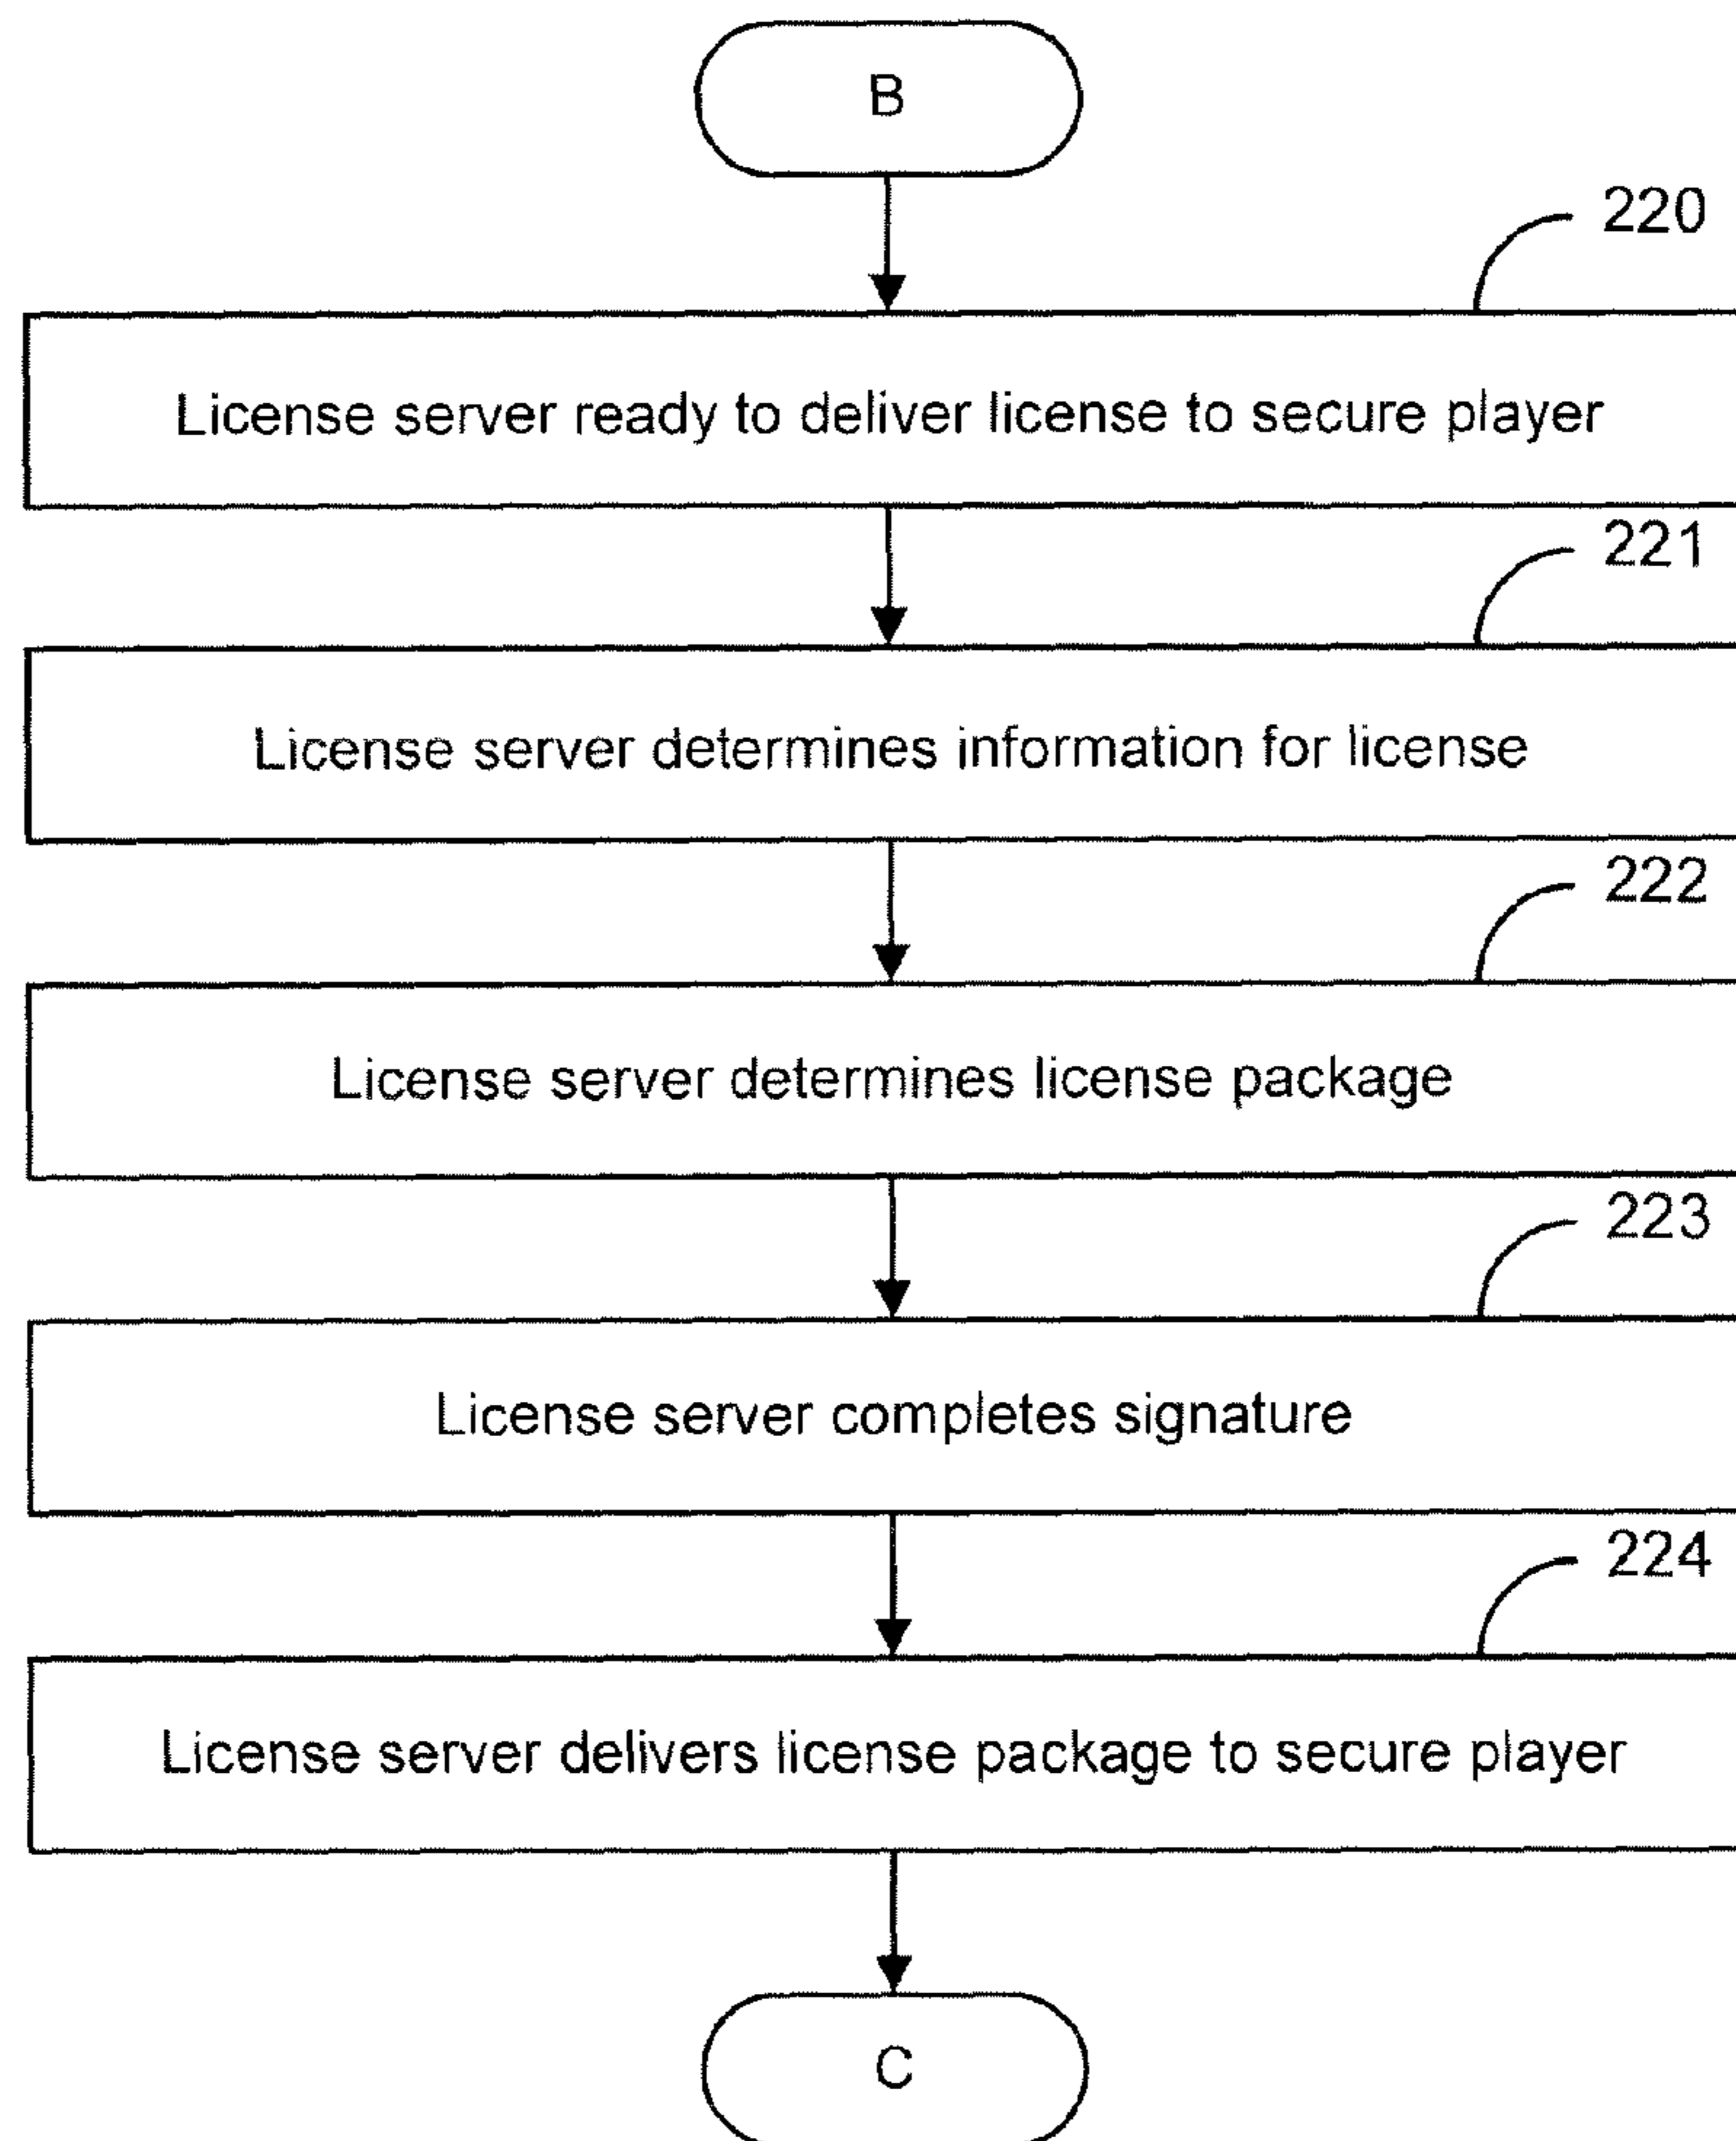 B
220
License server ready to deliver license to secure player
221
License server determines information for license
222
License server determines license package
223
License server completes signature
224
License server delivers license package to secure player
C